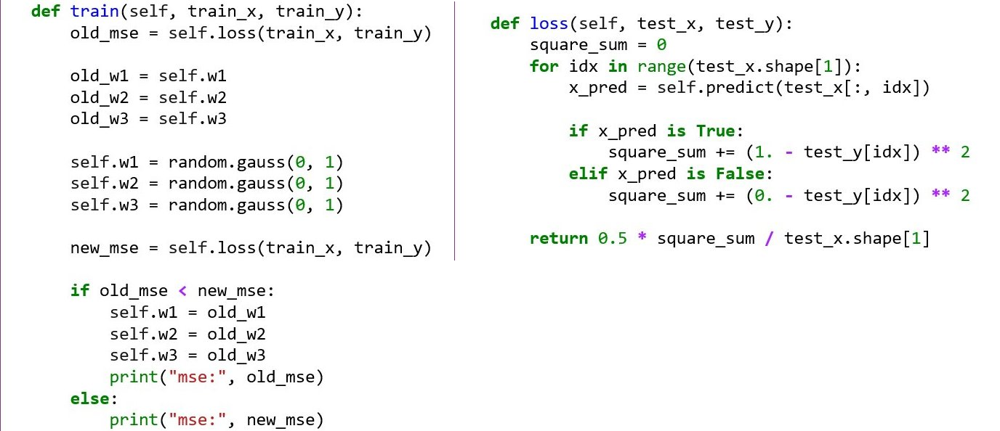 def train(self, train_x, train_y):
    old_mse = self.loss(train_x, train_y)

    old_w1 = self.w1
    old_w2 = self.w2
    old_w3 = self.w3

    self.w1 = random.gauss(0, 1)
    self.w2 = random.gauss(0, 1)
    self.w3 = random.gauss(0, 1)

    new_mse = self.loss(train_x, train_y)

    if old_mse < new_mse:
        self.w1 = old_w1
        self.w2 = old_w2
        self.w3 = old_w3
        print("mse:", old_mse)
    else:
        print("mse:", new_mse)

def loss(self, test_x, test_y):
    square_sum = 0
    for idx in range(test_x.shape[1]):
        x_pred = self.predict(test_x[:, idx])

        if x_pred is True:
            square_sum += (1. - test_y[idx]) ** 2
        elif x_pred is False:
            square_sum += (0. - test_y[idx]) ** 2

    return 0.5 * square_sum / test_x.shape[1]